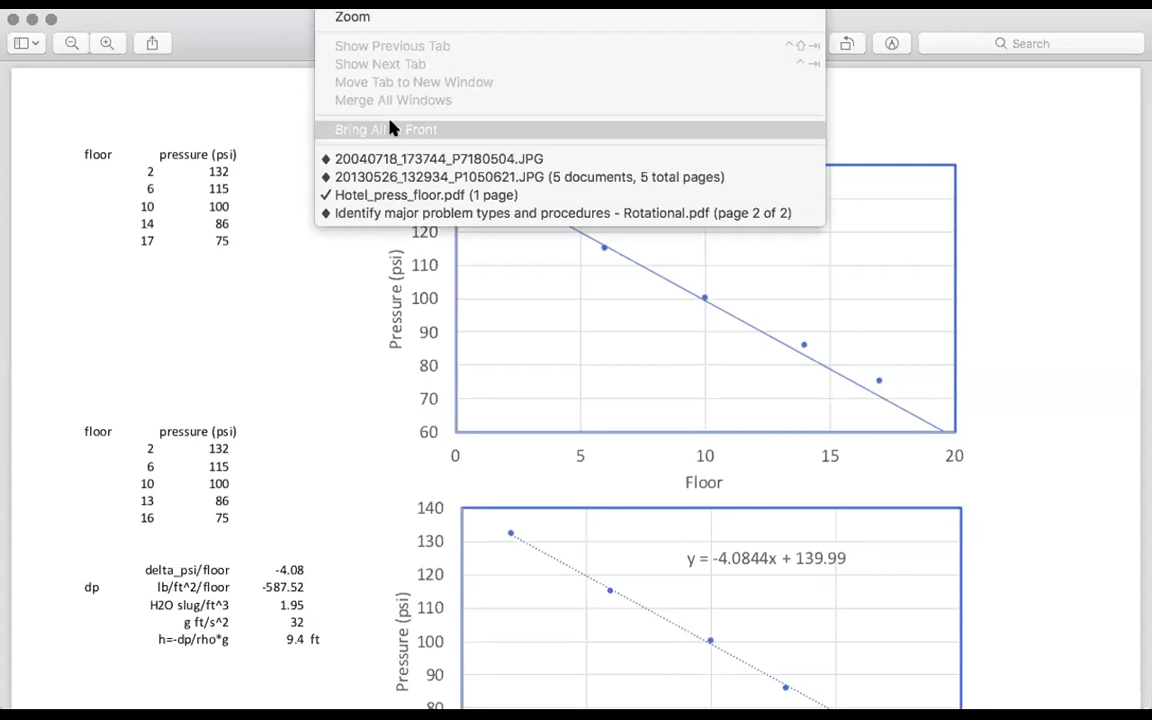 Zoom
Search
Show Previous Tab
Show Next Tab
Move Tab to New Window
Merge All Windows
Bring All Front
20040718_173744_P7180504.JPG
20130526_132934_P1050621.JPG (5 documents, 5 total pages)
✓ Hotel_press_floor.pdf (1 page)
Identify major problem types and procedures - Rotational.pdf (page 2 of 2)
floor pressure (psi)
2 132
6 115
10 100
14 86
17 75
120
110
100
90
80
70
60
Pressure (psi)
0 5 10 15 20
Floor
floor pressure (psi)
2 132
6 115
10 100
13 86
16 75
delta_psi/floor -4.08
dp lb/ft^2/floor -587.52
H2O slug/ft^3 1.95
g ft/s^2 32
h=-dp/rho*g 9.4 ft
140
130
120
110
100
90
80
Pressure (psi)
y = -4.0844x + 139.99